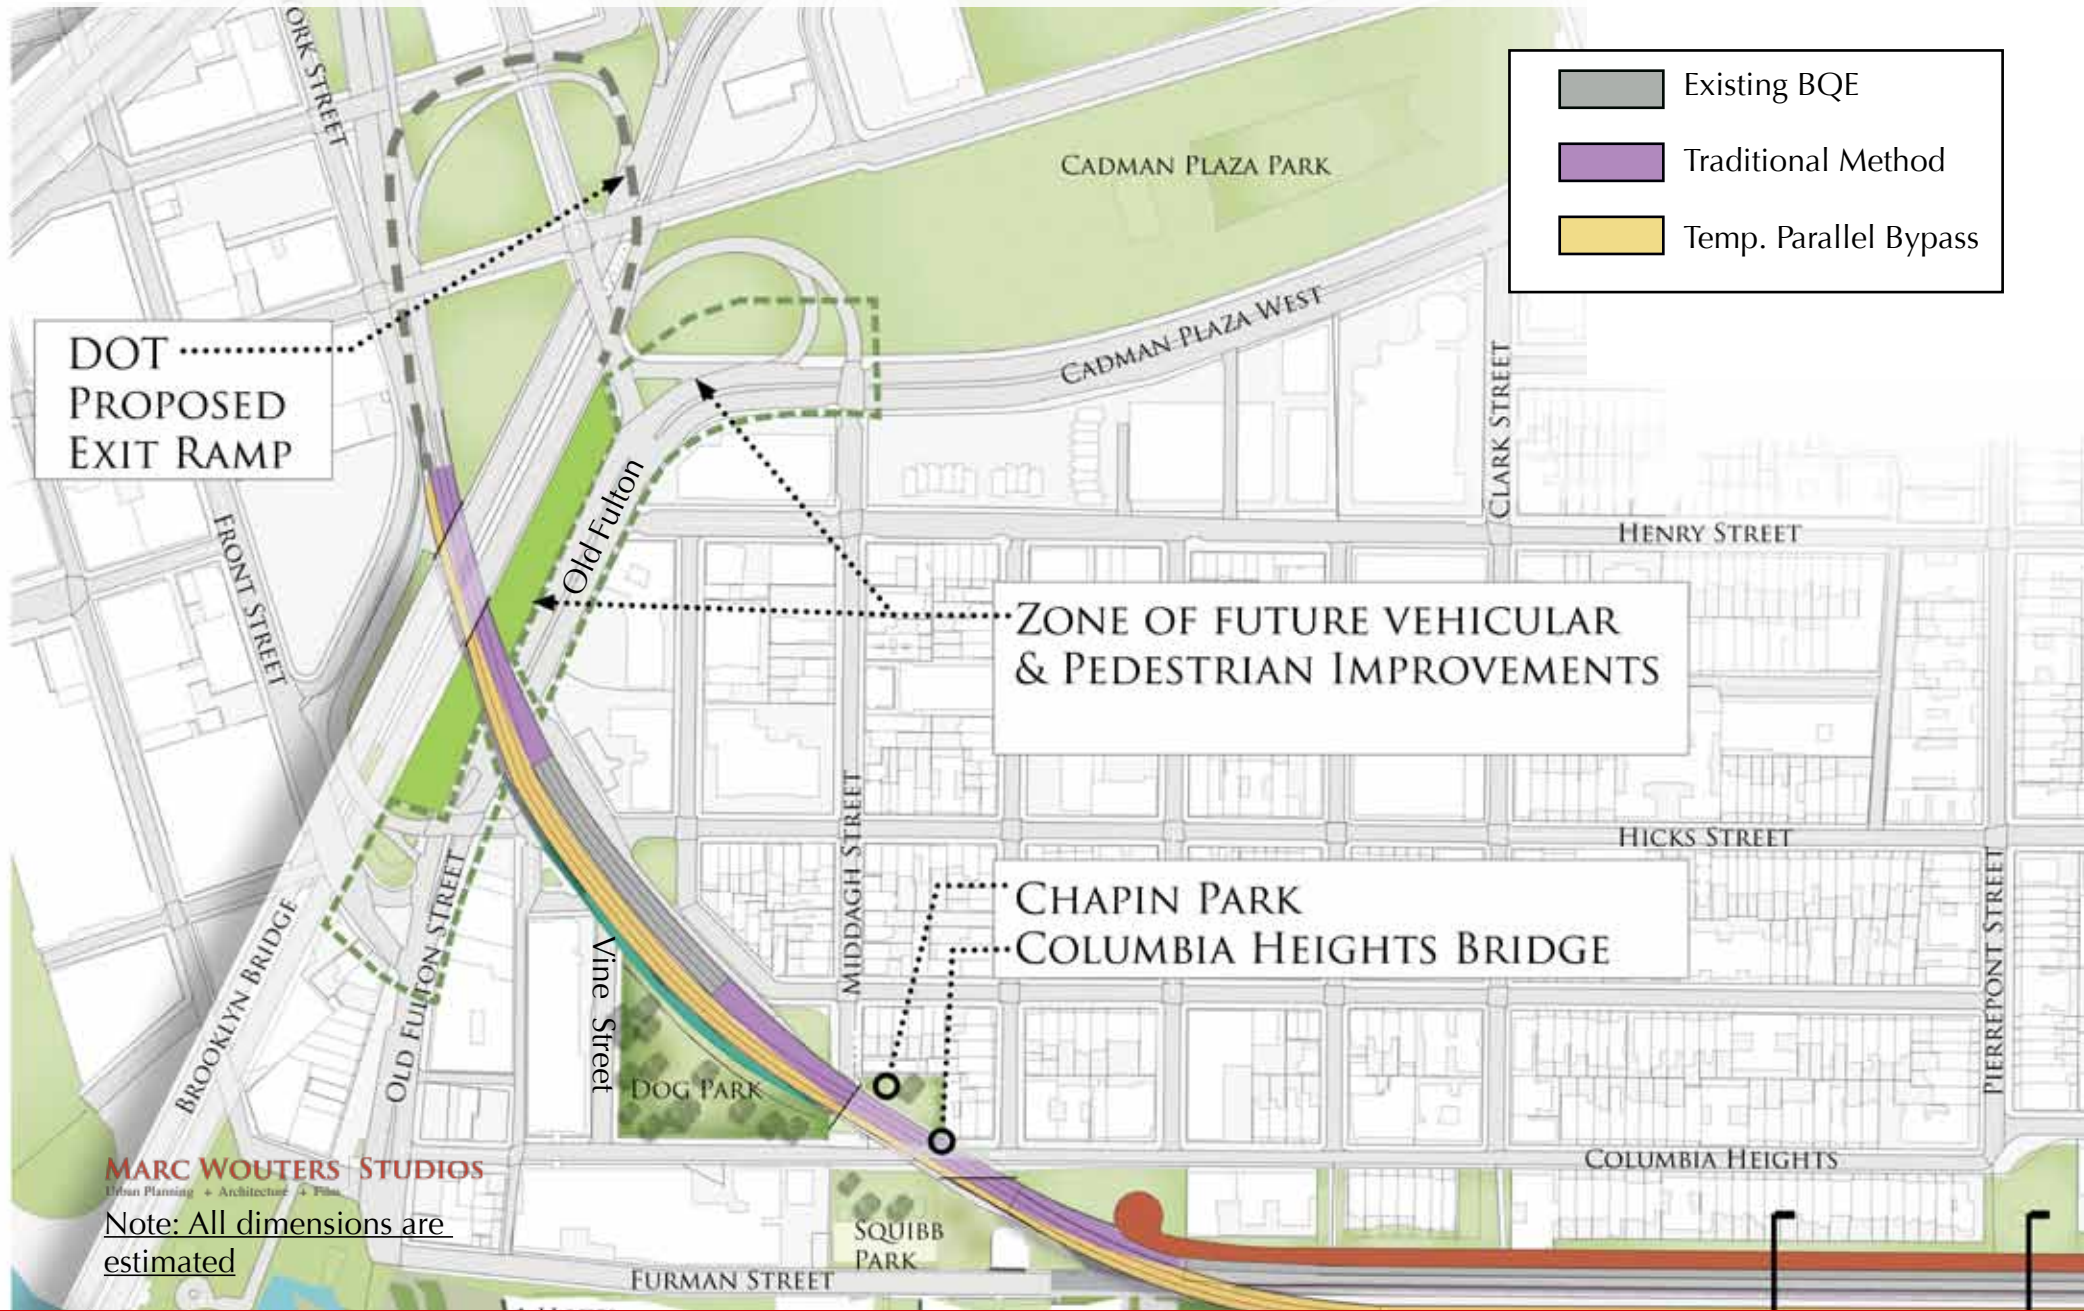 ORK STREET
Existing BQE
Traditional Method
Temp. Parallel Bypass
CADMAN PLAZA PARK
CADMAN PLAZA WEST
DOT
PROPOSED
EXIT RAMP
CLARK STREET
Old Fulton
FRONT STREET
HENRY STREET
ZONE OF FUTURE VEHICULAR
& PEDESTRIAN IMPROVEMENTS
HICKS STREET
MIDDAGH STREET
CHAPIN PARK
COLUMBIA HEIGHTS BRIDGE
PIERREPONT STREET
BROOKLYN BRIDGE
OLD FULTON STREET
Vine Street
DOG PARK
COLUMBIA HEIGHTS
MARC WOUTERS STUDIOS
Urban Planning + Architecture + Film
Note: All dimensions are
estimated
SQUIBB
PARK
FURMAN STREET